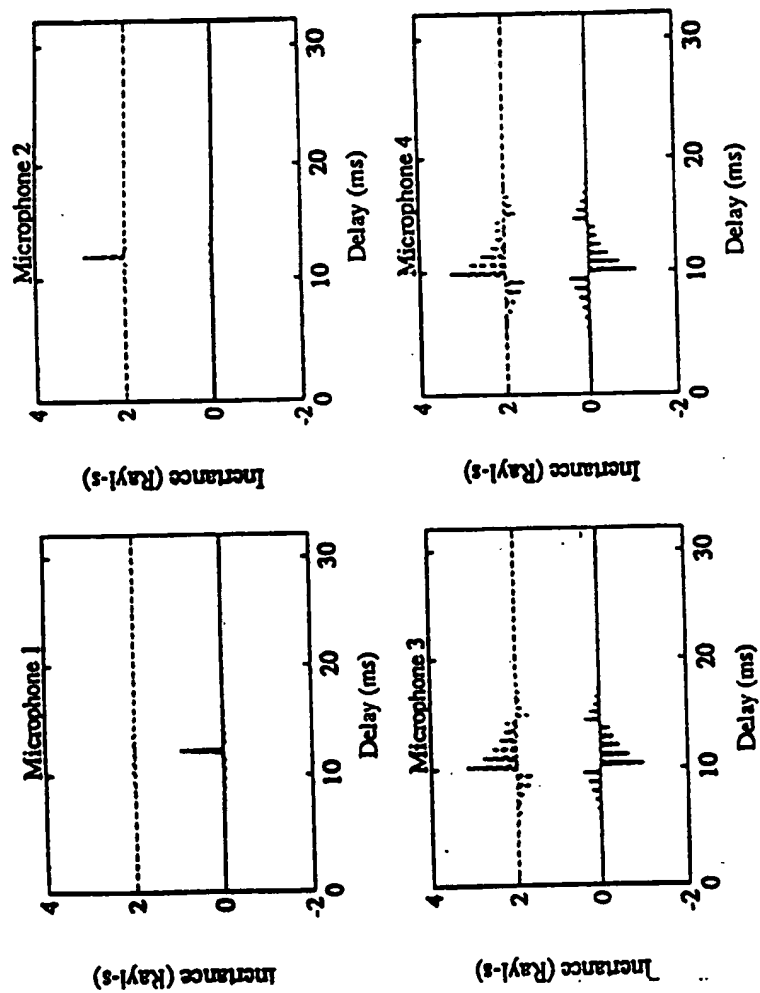 Microphone 1
4
2
0
-2
Inertance (Rayl-s)
0 10 20 30
Delay (ms)
Microphone 2
4
2
0
-2
Inertance (Rayl-s)
0 10 20 30
Delay (ms)
Microphone 3
4
2
0
-2
Inertance (Rayl-s)
0 10 20 30
Delay (ms)
Microphone 4
4
2
0
-2
Inertance (Rayl-s)
0 10 20 30
Delay (ms)